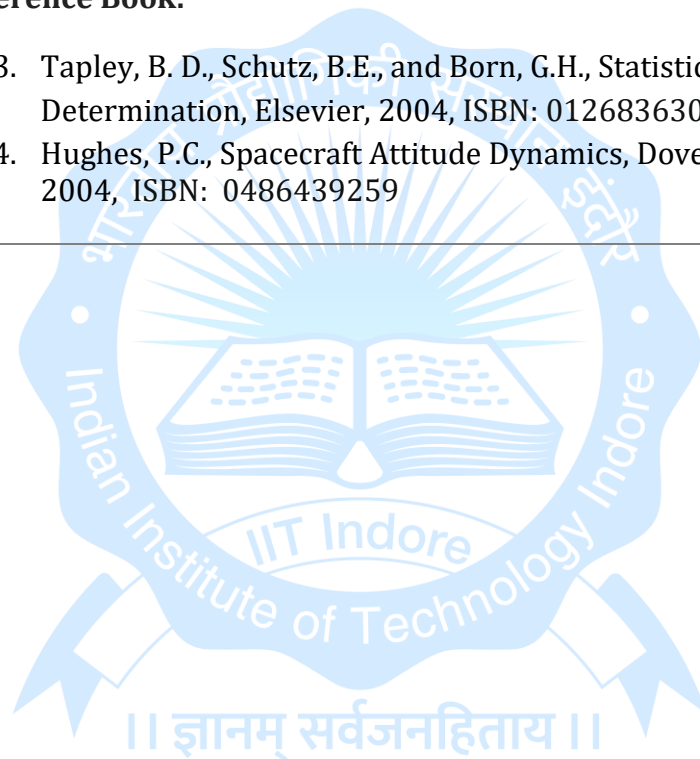 erence Book:
3. Tapley, B. D., Schutz, B.E., and Born, G.H., Statistic
Determination, Elsevier, 2004, ISBN: 012683630
4. Hughes, P.C., Spacecraft Attitude Dynamics, Dove
2004, ISBN: 0486439259
भारतीय प्रौद्योगिकी संस्थान इंदौर
IIT Indore
Indian Institute of Technology Indore
।। ज्ञानम् सर्वजनहिताय ।।